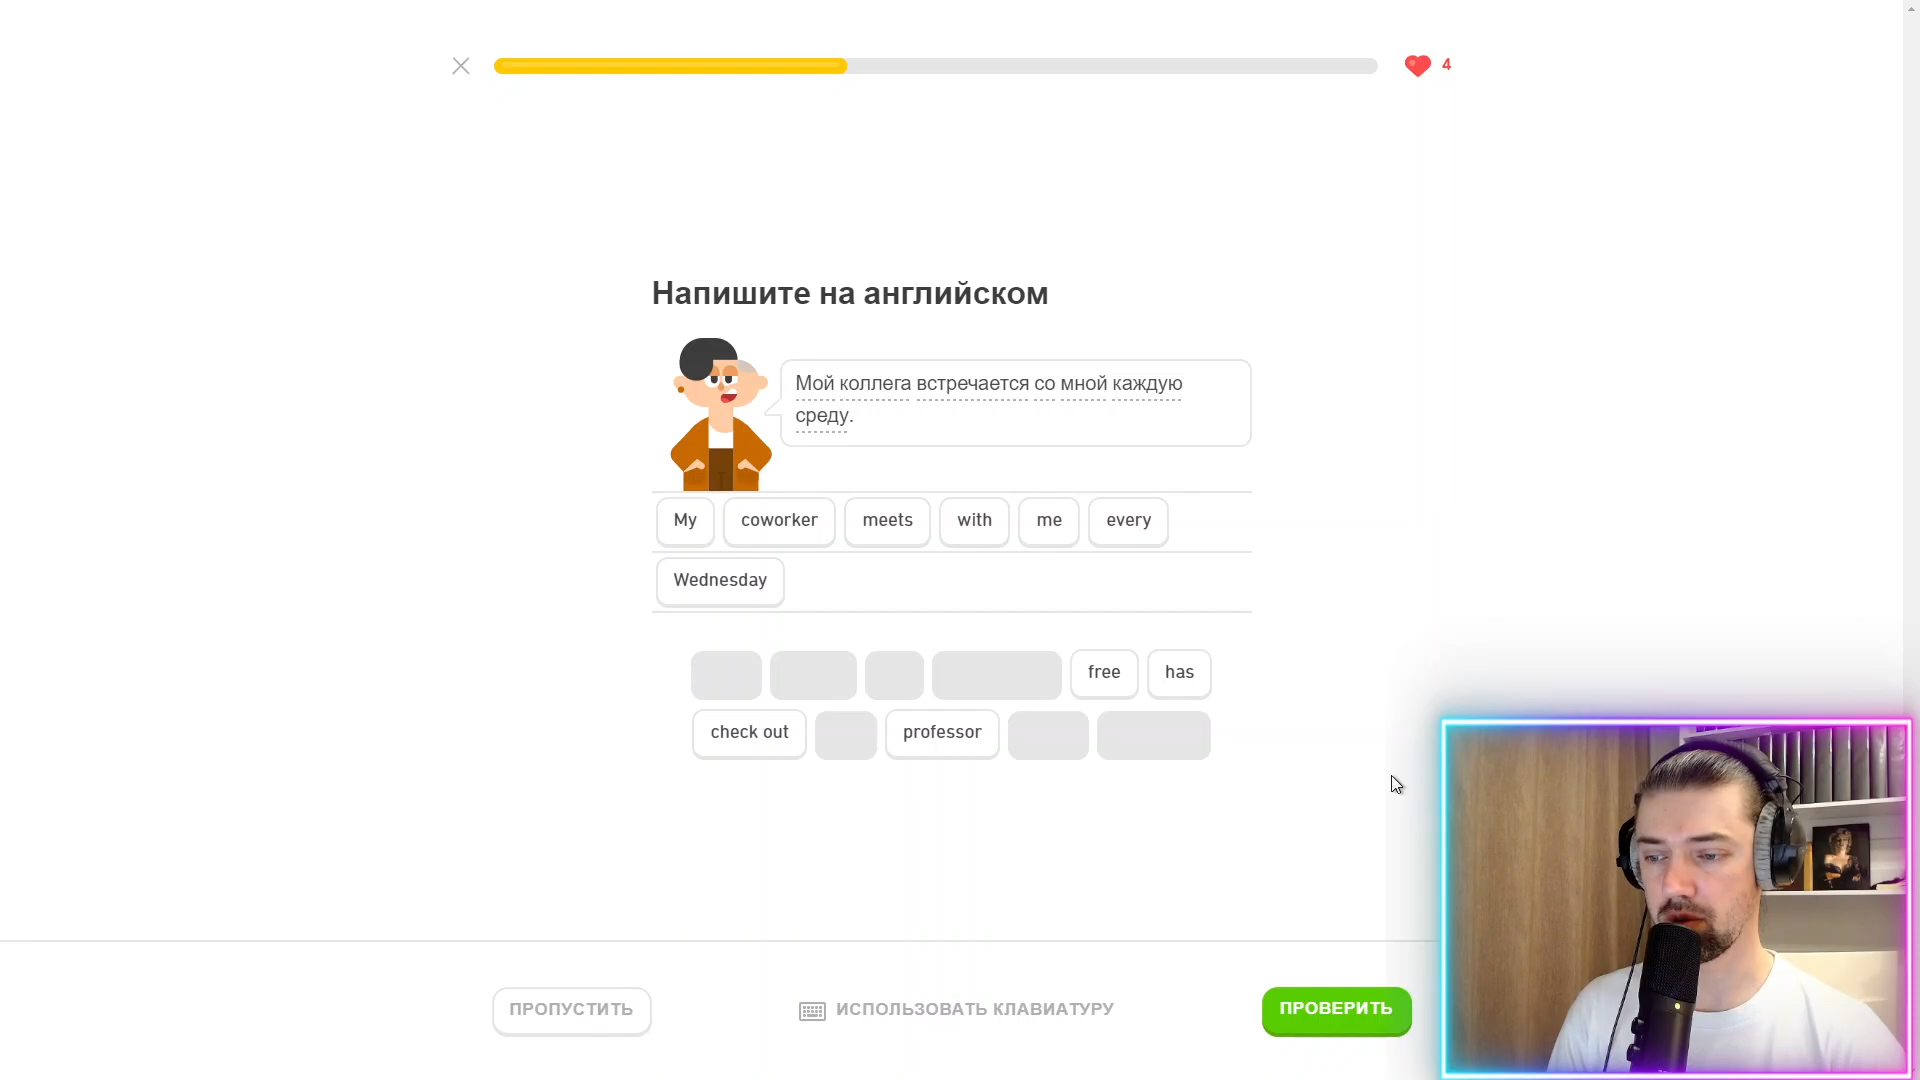 4
Напишите на английском
Мой коллега встречается со мной каждую
среду.
My coworker meets with me every
Wednesday
free has
check out professor
ПРОПУСТИТЬ ИСПОЛЬЗОВАТЬ КЛАВИАТУРУ ПРОВЕРИТЬ